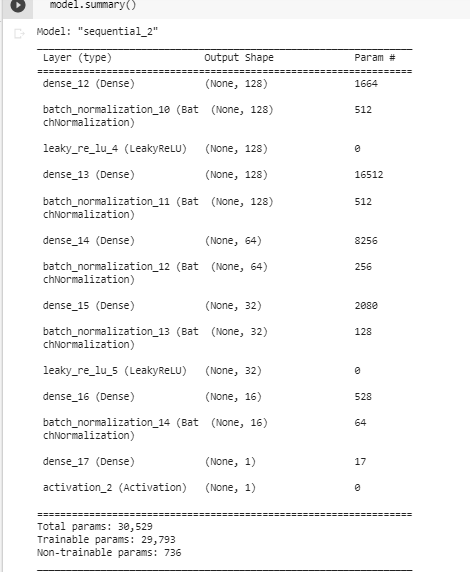 model.summary()
Model: "sequential_2"
_________________________________________________________________
Layer (type) Output Shape Param #
=================================================================
dense_12 (Dense) (None, 128) 1664
batch_normalization_10 (Bat (None, 128) 512
chNormalization)
leaky_re_lu_4 (LeakyReLU) (None, 128) 0
dense_13 (Dense) (None, 128) 16512
batch_normalization_11 (Bat (None, 128) 512
chNormalization)
dense_14 (Dense) (None, 64) 8256
batch_normalization_12 (Bat (None, 64) 256
chNormalization)
dense_15 (Dense) (None, 32) 2080
batch_normalization_13 (Bat (None, 32) 128
chNormalization)
leaky_re_lu_5 (LeakyReLU) (None, 32) 0
dense_16 (Dense) (None, 16) 528
batch_normalization_14 (Bat (None, 16) 64
chNormalization)
dense_17 (Dense) (None, 1) 17
activation_2 (Activation) (None, 1) 0
=================================================================
Total params: 30,529
Trainable params: 29,793
Non-trainable params: 736
_________________________________________________________________